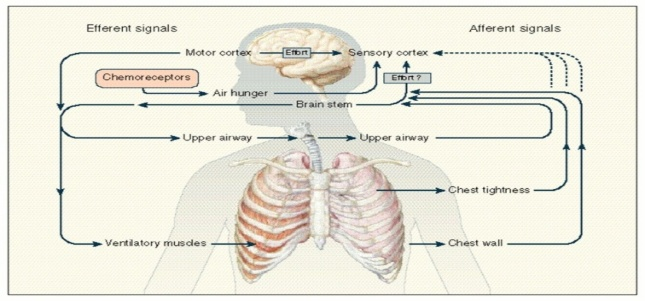 Efferent signals Afferent signals
Motor cortex Effort Sensory cortex
Chemoreceptors Effort ?
Air hunger
Brain stem
Upper airway Upper airway
Chest tightness
Ventilatory muscles Chest wall